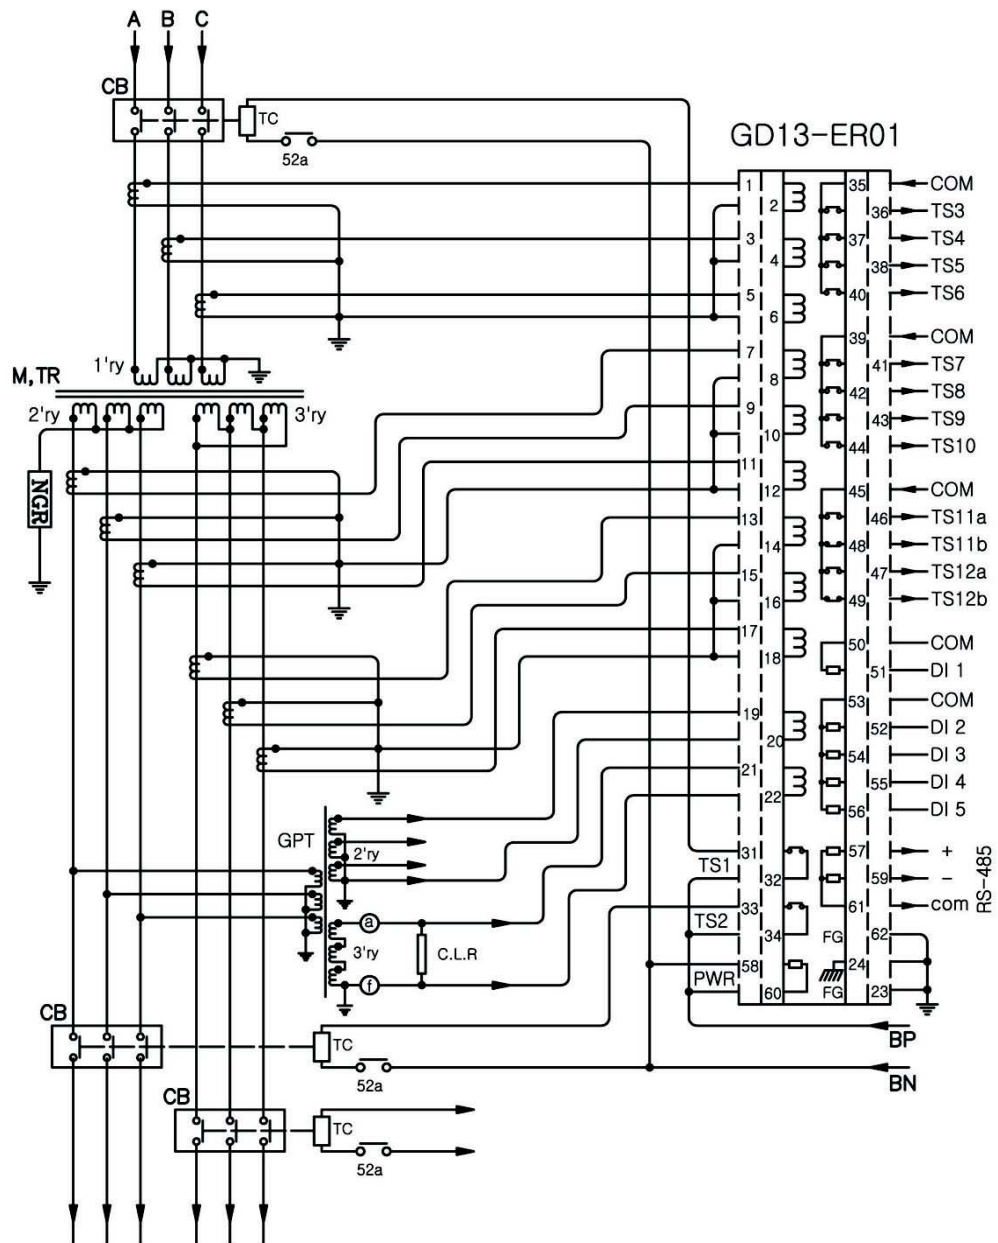 A B C
CB
TC
52a
GD13-ER01
1 35 COM
2 36 TS3
3 37 TS4
4 38 TS5
5 40 TS6
6
39 COM
7 41 TS7
8 42 TS8
9 43 TS9
10 44 TS10
11
12 45 COM
13 46 TS11a
14 48 TS11b
15 47 TS12a
16 49 TS12b
17 50 COM
18 51 DI 1
53 COM
19 52 DI 2
20 54 DI 3
21 55 DI 4
22 56 DI 5
TS1 31 57 +
32 59 -
TS2 33 61 com
RS-485
34 FG 62
PWR 58 24
60 FG 23
BP
BN
1'ry
M,TR
2'ry 3'ry
NGR
GPT
2'ry
a
3'ry C.L.R
f
CB
TC
52a
CB
TC
52a